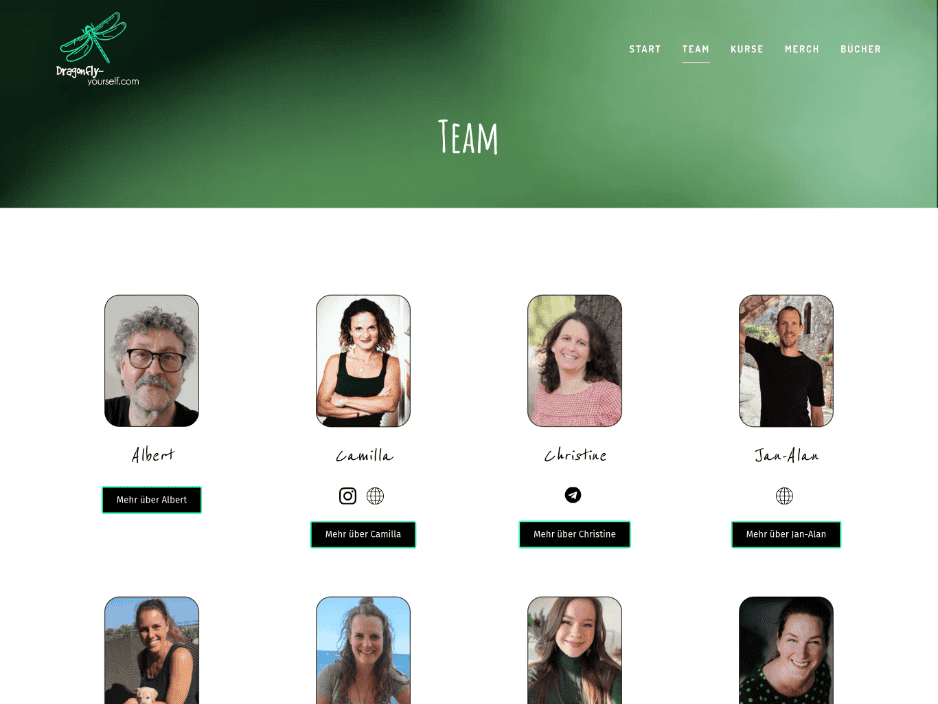 Dragonfly-
yourself.com
START TEAM KURSE MERCH BÜCHER
Team
Albert
Camilla
Christine
Jan-Alan
Mehr über Albert
Mehr über Camilla
Mehr über Christine
Mehr über Jan-Alan